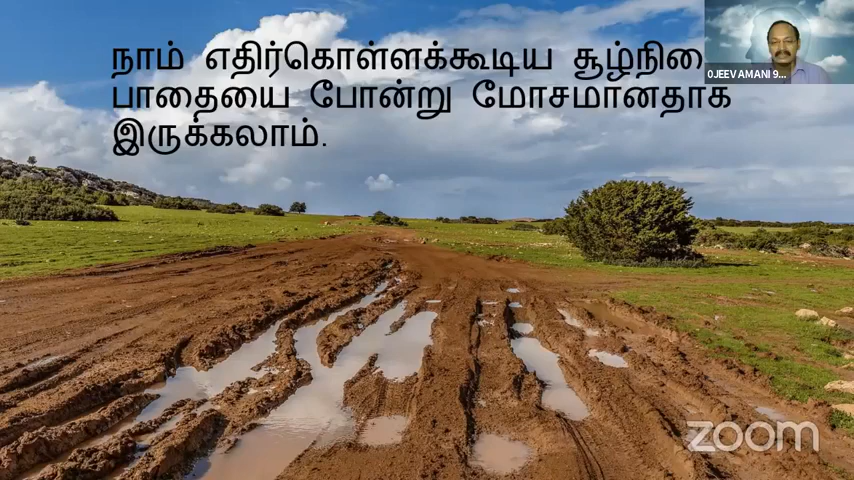 நாம் எதிர்கொள்ளக்கூடிய
பாதையை போன்று மோசமானதாக
இருக்கலாம்.
0JEEVAMANI 9...
zoom